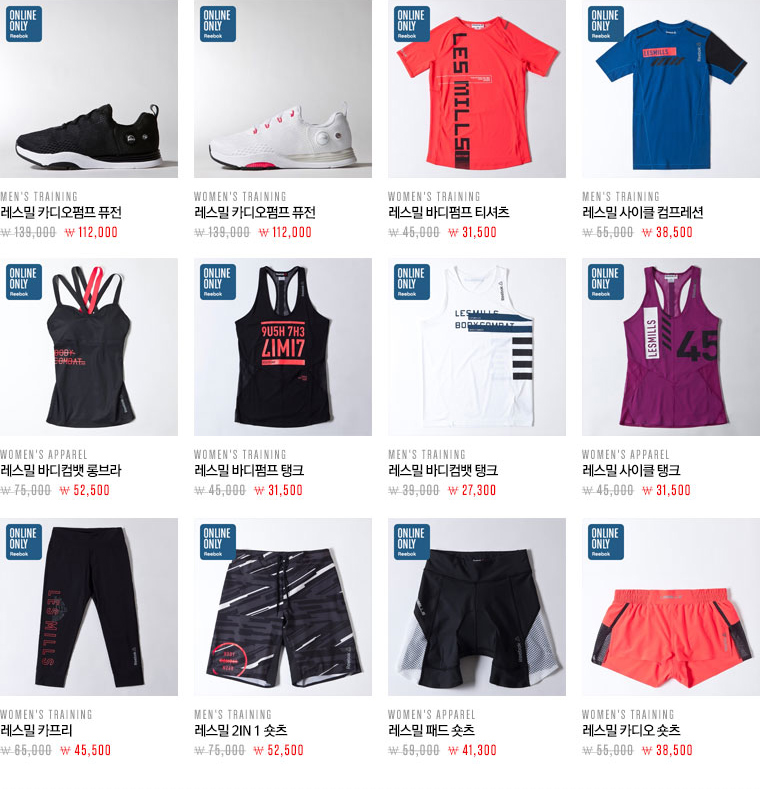 ONLINE
ONLY
Reebok
ONLINE
ONLY
Reebok
ONLINE
ONLY
Reebok
LES MILLS
ONLINE
ONLY
Reebok
LESMILLS
Reebok
MEN'S TRAINING
레스밀 카디오펌프 퓨전
₩ 139,000 ₩ 112,000
WOMEN'S TRAINING
레스밀 카디오펌프 퓨전
₩ 139,000 ₩ 112,000
WOMEN'S TRAINING
레스밀 바디펌프 티셔츠
₩ 45,000 ₩ 31,500
MEN'S TRAINING
레스밀 사이클 컴프레션
₩ 55,000 ₩ 38,500
ONLINE
ONLY
Reebok
BODY
COMBAT
ONLINE
ONLY
Reebok
9U5H 7H3
LIMI7
ONLINE
ONLY
Reebok
LESMILLS
BODYCOMBAT
ONLINE
ONLY
Reebok
LESMILLS
45
WOMEN'S APPAREL
레스밀 바디컴뱃 롱브라
₩ 75,000 ₩ 52,500
WOMEN'S TRAINING
레스밀 바디펌프 탱크
₩ 45,000 ₩ 31,500
MEN'S TRAINING
레스밀 바디컴뱃 탱크
₩ 39,000 ₩ 27,300
WOMEN'S APPAREL
레스밀 사이클 탱크
₩ 45,000 ₩ 31,500
ONLINE
ONLY
Reebok
LES MILLS
ONLINE
ONLY
Reebok
BODY
Reebok
ONLINE
ONLY
Reebok
Reebok
ONLINE
ONLY
Reebok
WOMEN'S TRAINING
레스밀 카프리
₩ 65,000 ₩ 45,500
MEN'S TRAINING
레스밀 2IN 1 숏츠
₩ 75,000 ₩ 52,500
WOMEN'S APPAREL
레스밀 패드 숏츠
₩ 59,000 ₩ 41,300
WOMEN'S TRAINING
레스밀 카디오 숏츠
₩ 55,000 ₩ 38,500